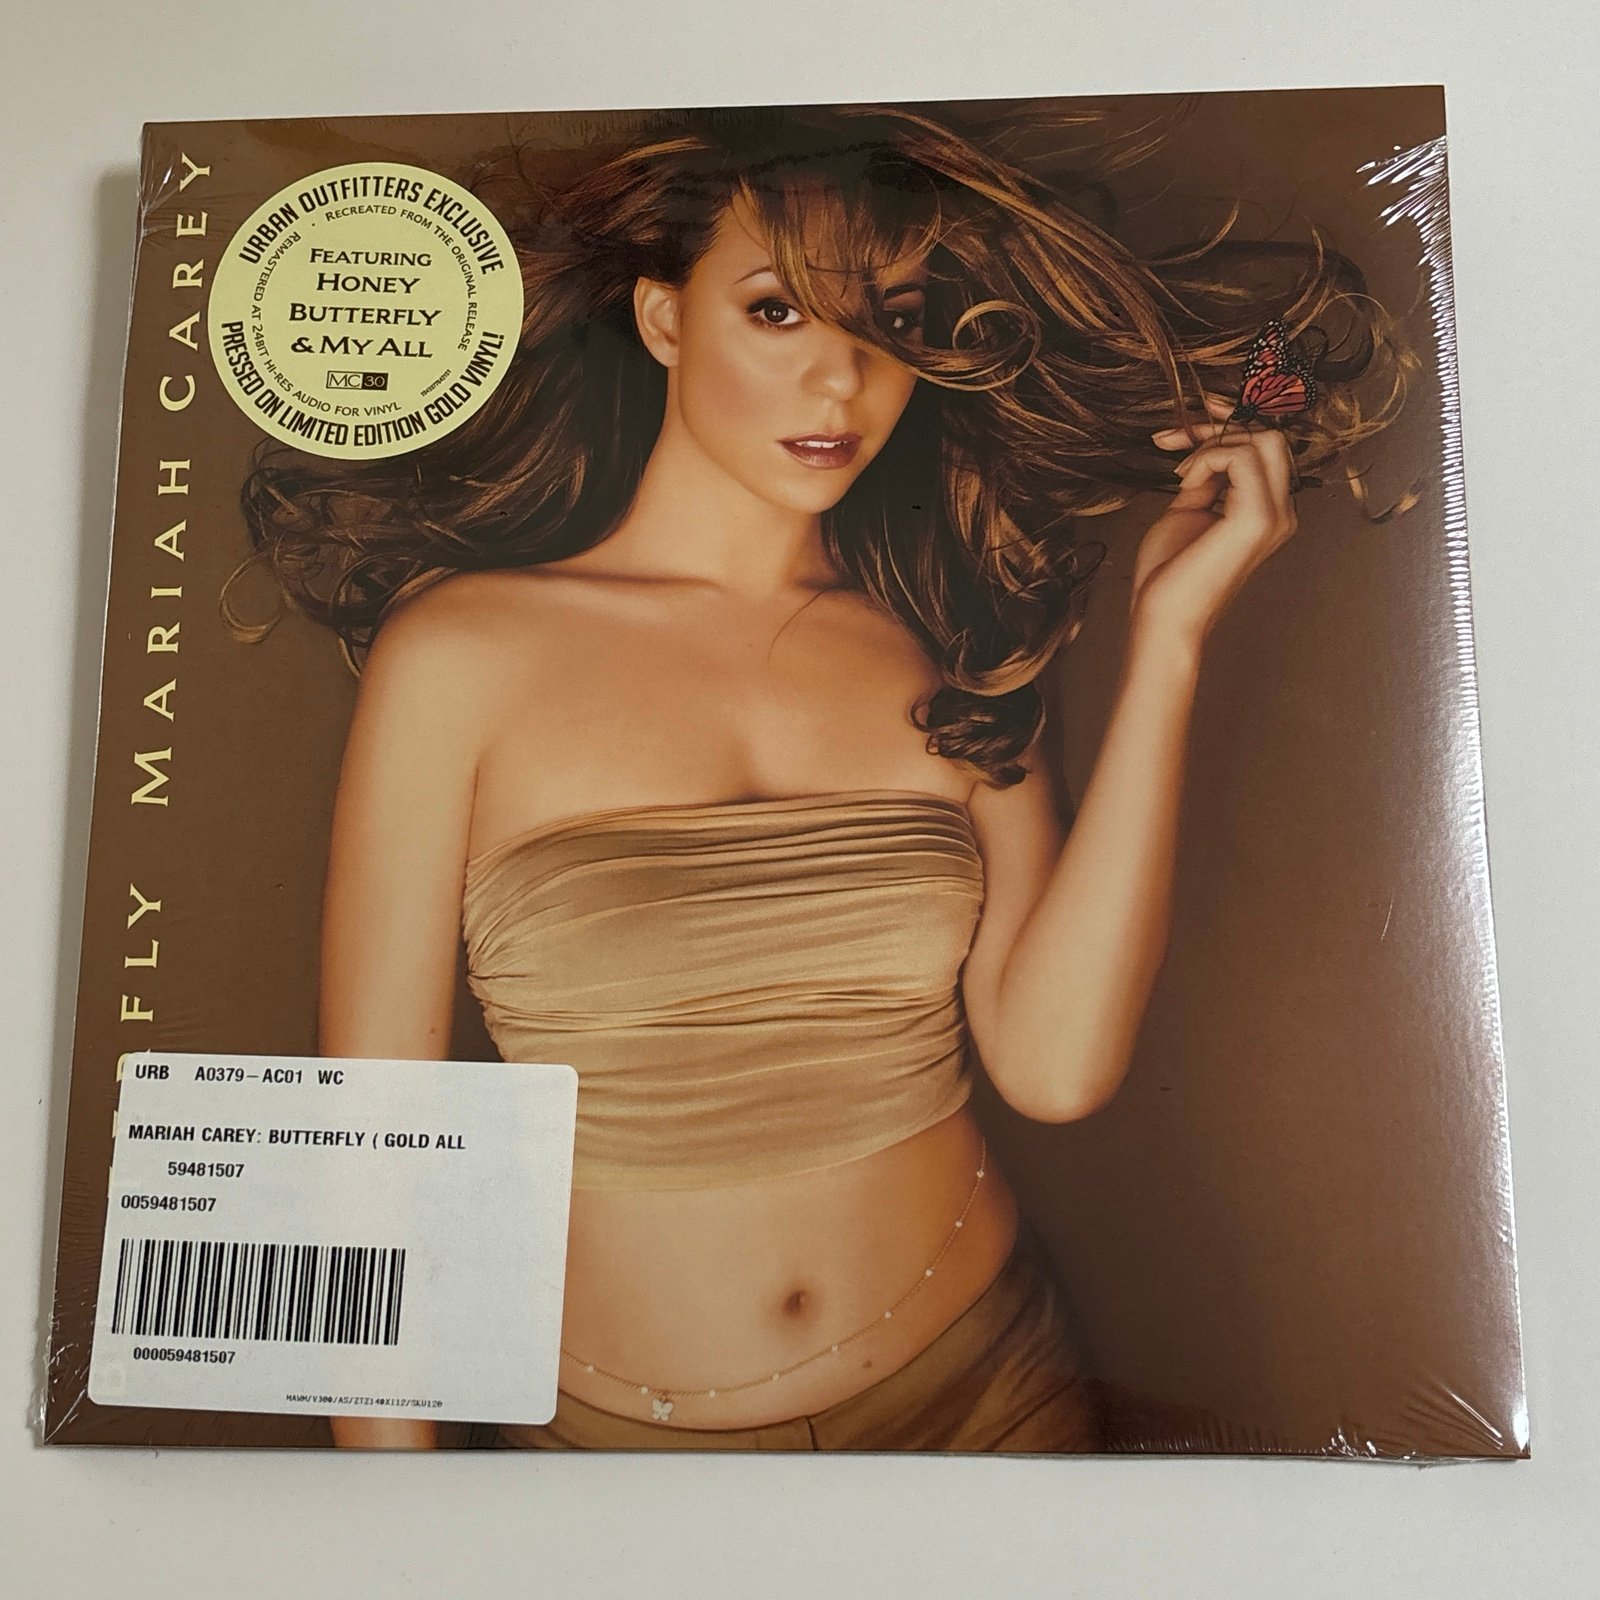 URBAN OUTFITTERS EXCLUSIVE
RECREATED FROM THE ORIGINAL RELEASE
FEATURING
HONEY
BUTTERFLY
& MY ALL
MC 30
REMASTERED AT 24BIT HI-RES AUDIO FOR VINYL
PRESSED ON LIMITED EDITION GOLD VINYL!
FLY MARIAH CAREY
URB A0379-AC01 WC
MARIAH CAREY: BUTTERFLY ( GOLD ALL
59481507
0059481507
000059481507